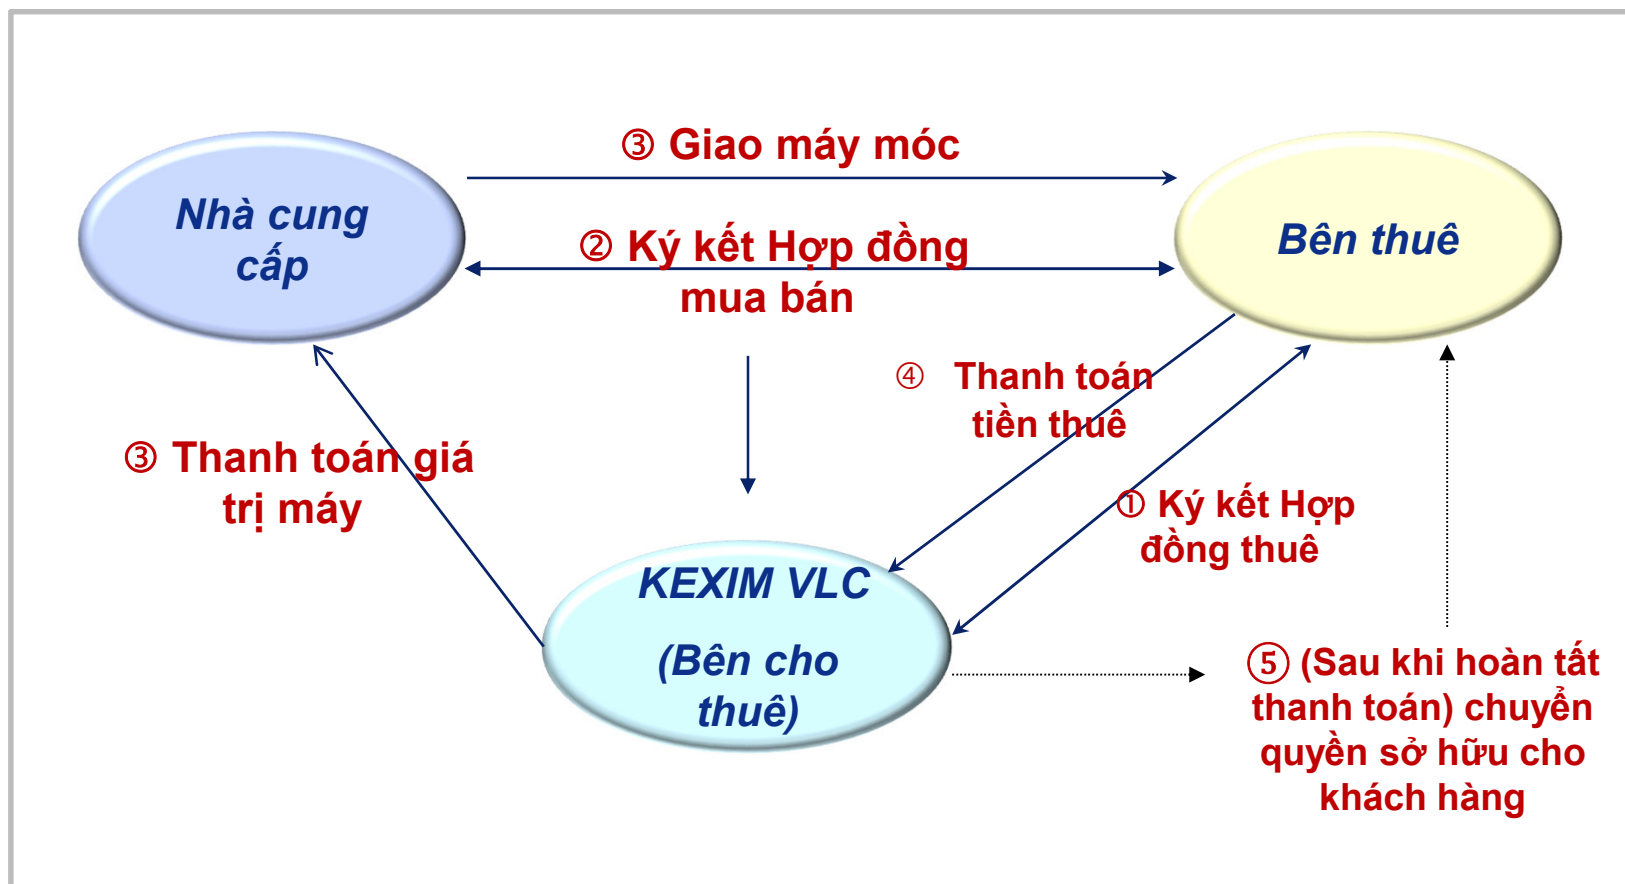 ③ Giao máy móc
Nhà cung
cấp
② Ký kết Hợp đồng
mua bán
Bên thuê
④ Thanh toán
tiền thuê
③ Thanh toán giá
trị máy
① Ký kết Hợp
đồng thuê
KEXIM VLC
(Bên cho
thuê)
⑤ (Sau khi hoàn tất
thanh toán) chuyển
quyền sở hữu cho
khách hàng